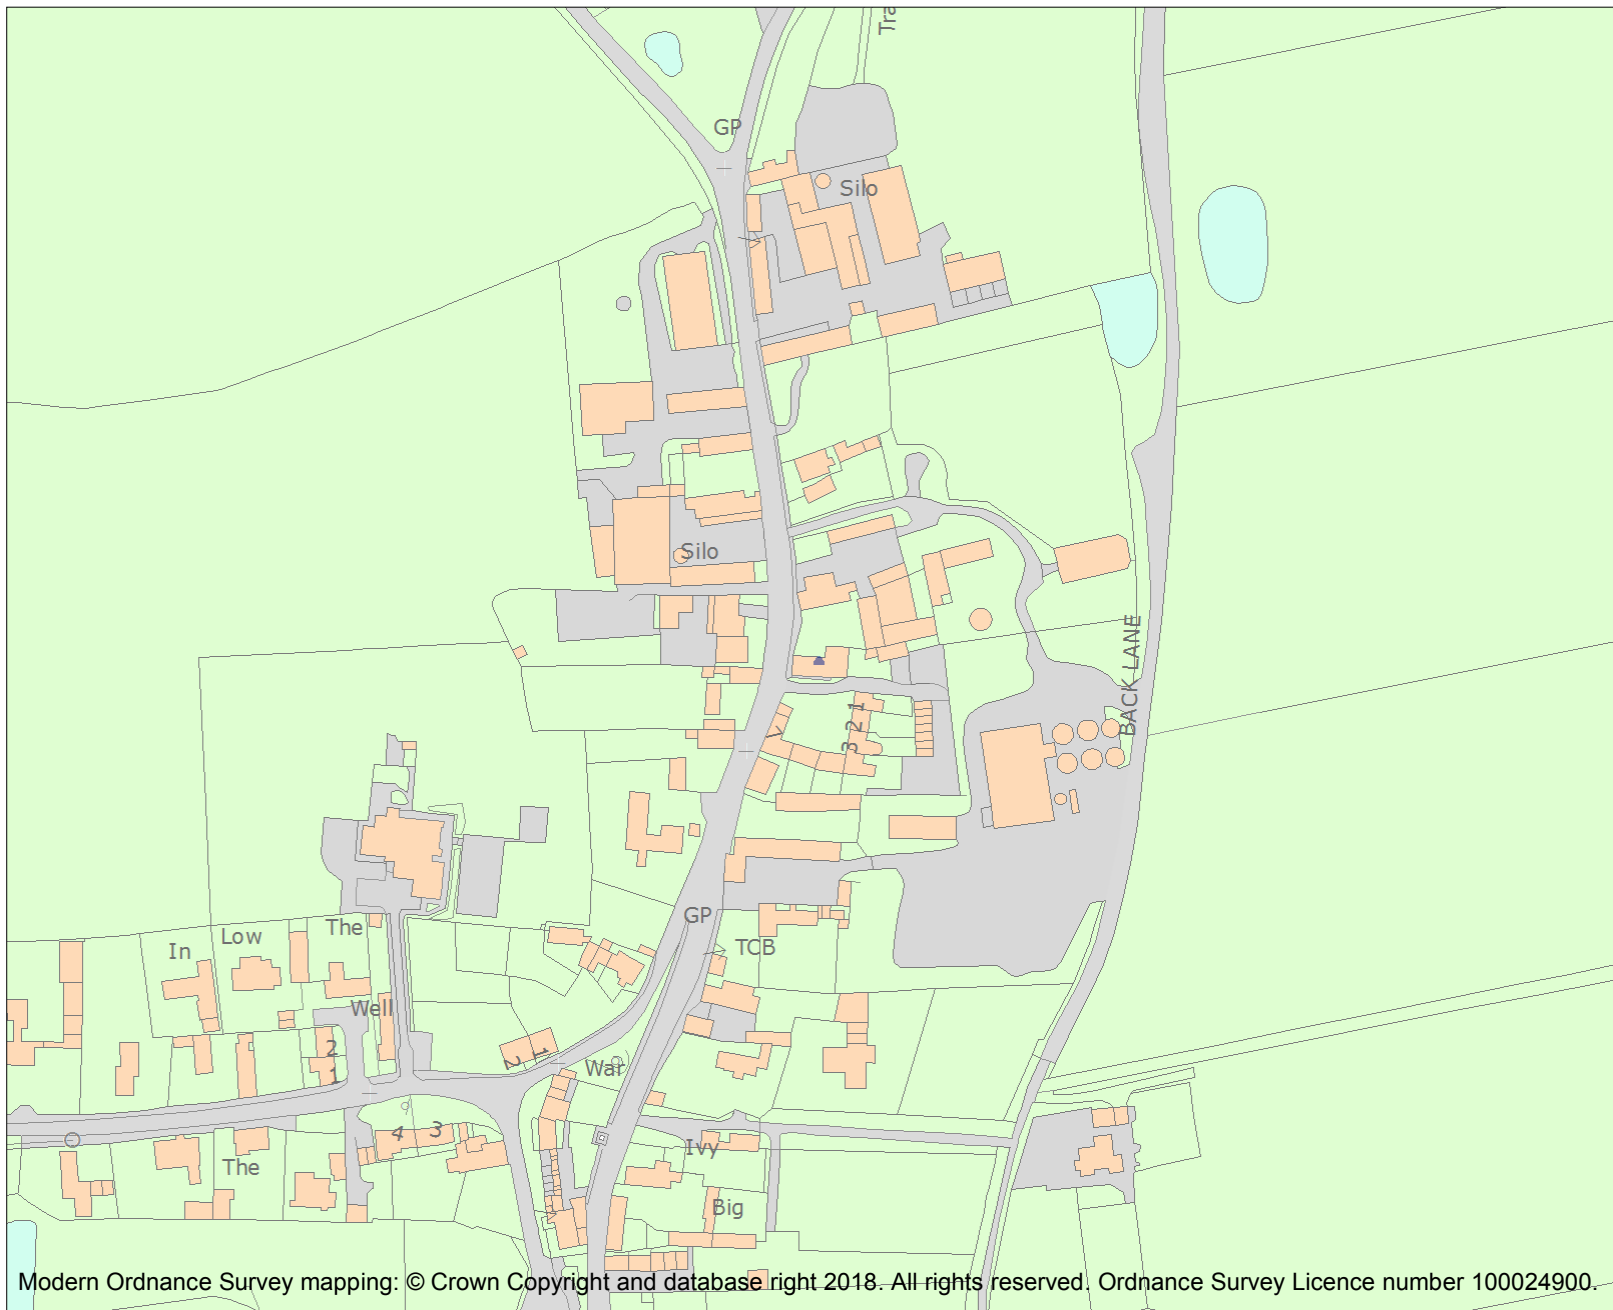 Tra
GP
Silo
Silo
BACK LANE
1
2
3
7
GP
The
Low
In
TCB
Well
2
1
1
2
War
4
3
Ivy
The
Big
Modern Ordnance Survey mapping: © Crown Copyright and database right 2018. All rights reserved. Ordnance Survey Licence number 100024900.